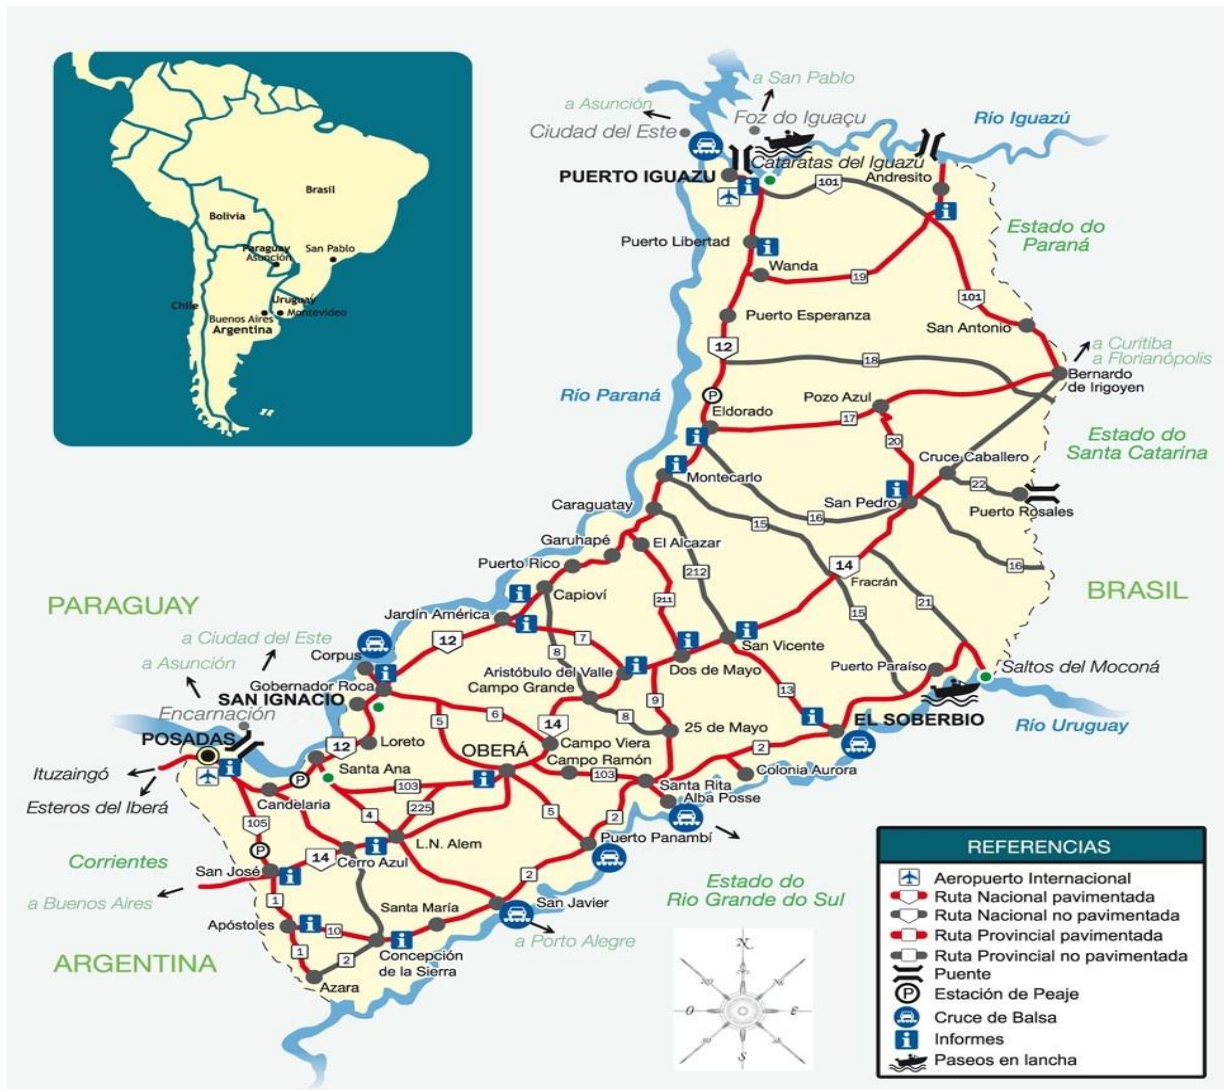 Brasil
Bolivia
Paraguay
Asunción
San Pablo
Chile
Uruguay
Buenos Aires
Montevideo
Argentina
a San Pablo
a Asunción
Foz do Iguaçu
Ciudad del Este
Río Iguazú
Cataratas del Iguazú
PUERTO IGUAZU
Andresito
101
Estado do
Paraná
Puerto Libertad
Wanda
19
101
Puerto Esperanza
San Antonio
12
a Curitiba
a Florianópolis
18
Bernardo
de Irigoyen
Río Paraná
P
Pozo Azul
Eldorado
17
20
Estado do
Santa Catarina
Cruce Caballero
Montecarlo
22
San Pedro
Puerto Rosales
Caraguatay
16
15
Garuhapé
El Alcazar
Puerto Rico
212
14
16
Fracrán
Capioví
211
21
15
BRASIL
PARAGUAY
Jardín América
12
7
San Vicente
a Ciudad del Este
8
Corpus
a Asunción
Aristóbulo del Valle
Dos de Mayo
Puerto Paraíso
Saltos del Moconá
Gobernador Roca
Campo Grande
13
SAN IGNACIO
9
Encarnación
5
6
8
14
EL SOBERBIO
Río Uruguay
POSADAS
12
Loreto
OBERÁ
Campo Viera
25 de Mayo
2
Ituzaingó
Santa Ana
Campo Ramón
Colonia Aurora
P
103
103
Santa Rita
Esteros del Iberá
Candelaria
225
Alba Posse
4
5
2
105
L.N. Alem
Puerto Panambí
P
14
Cerro Azul
Corrientes
San José
2
Estado do
Rio Grande do Sul
a Buenos Aires
1
Santa María
San Javier
Apóstoles
10
a Porto Alegre
1
2
Concepción
de la Sierra
ARGENTINA
Azara
N
NO
NE
O
E
SO
SE
S
REFERENCIAS
Aeropuerto Internacional
Ruta Nacional pavimentada
Ruta Nacional no pavimentada
Ruta Provincial pavimentada
Ruta Provincial no pavimentada
Puente
P Estación de Peaje
Cruce de Balsa
i Informes
Paseos en lancha